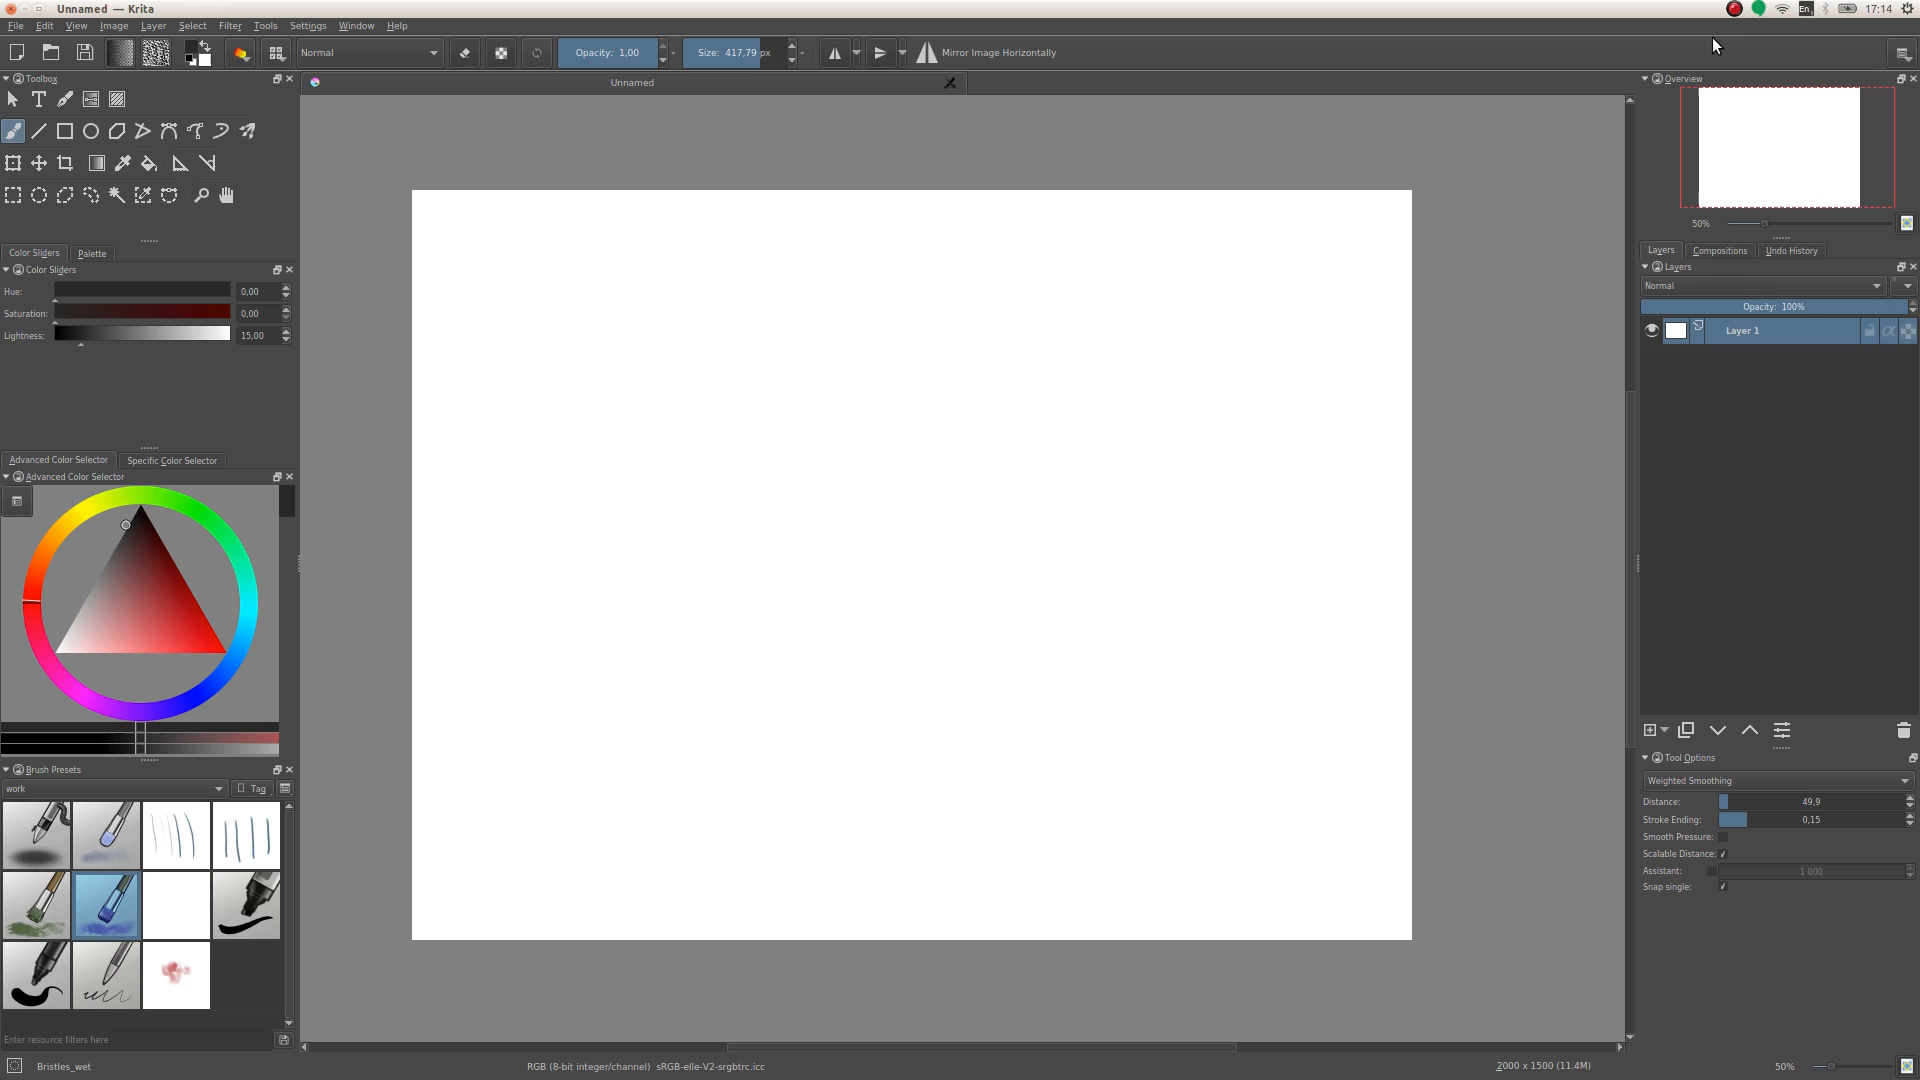 Unnamed — Krita
En
17:14
File Edit View Image Layer Select Filter Tools Settings Window Help
Normal
Opacity: 1,00
Size: 417,79 px
Mirror Image Horizontally
Toolbox
Unnamed
Overview
50%
Color Sliders Palette
Color Sliders
Hue: 0,00
Saturation: 0,00
Lightness: 15,00
Layers Compositions Undo History
Layers
Normal
Opacity: 100%
Layer 1
Advanced Color Selector Specific Color Selector
Advanced Color Selector
Brush Presets
work
Tag
Tool Options
Weighted Smoothing
Distance: 49,9
Stroke Ending: 0,15
Smooth Pressure:
Scalable Distance:
Assistant: 1 000
Snap single:
Enter resource filters here
Bristles_wet
RGB (8-bit integer/channel) sRGB-elle-V2-srgbtrc.icc
2000 x 1500 (11.4M)
50%